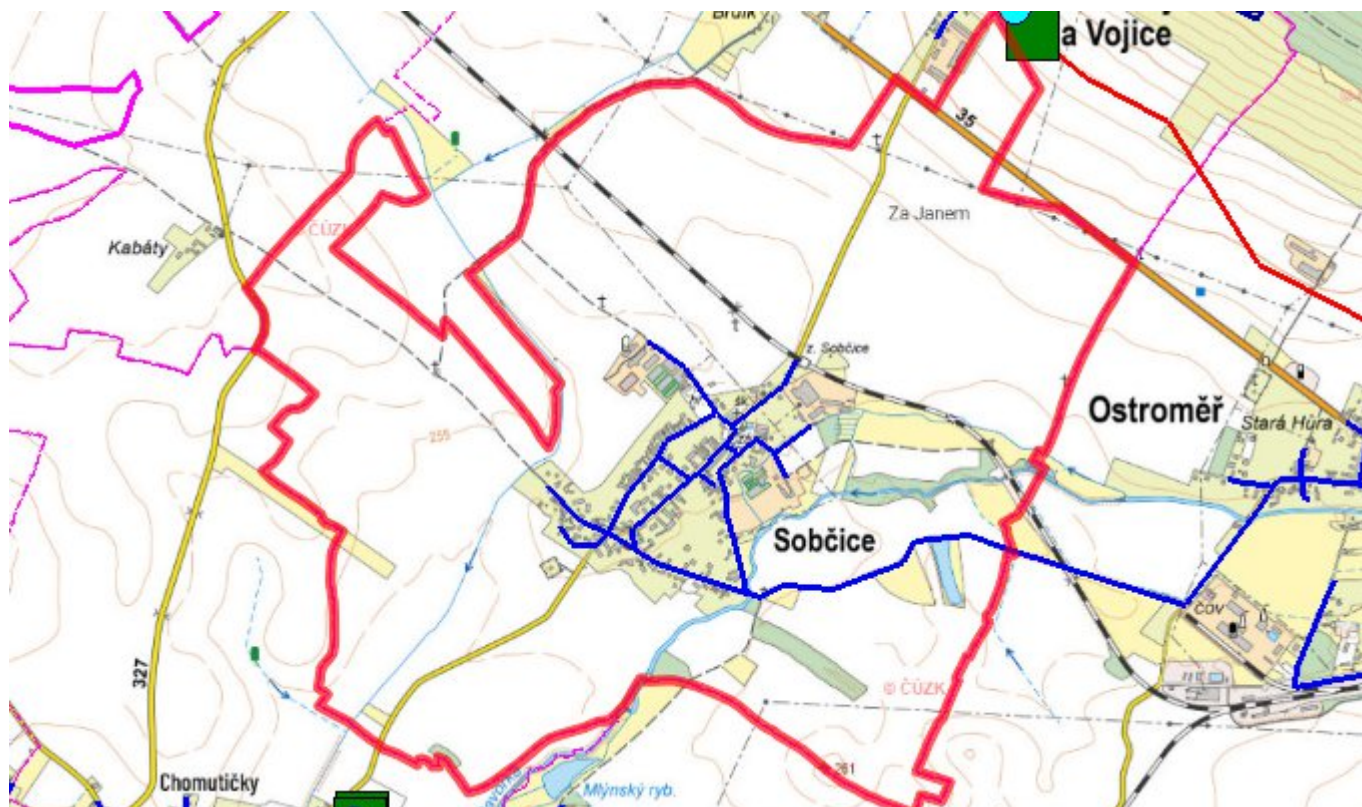 Brdík
a Vojice
35
Za Janem
Kabáty
ČÚZK
z. Sobčice
Ostroměř
Stará Hůra
255
Sobčice
ČOV
327
© ČÚZK
261
Chomutičky
Mlýnský ryb.